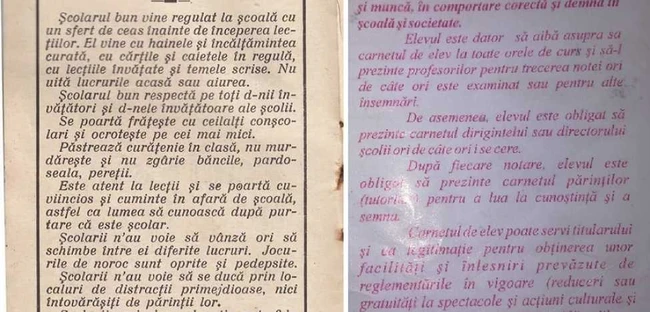 Școlarul bun vine regulat la școală cu
un sfert de ceas înainte de începerea lec-
țiilor. El vine cu hainele și încălțămintea
curată, cu cărțile și caietele în regulă,
cu lecțiile învățate și temele scrise. Nu
uită lucrurile acasă sau aiurea.
Școlarul bun respectă pe toți d-nii în-
vățători și d-nele învățătoare ale școlii.
Se poartă frățește cu ceilalți conșco-
lari și ocrotește pe cei mai mici.
Păstrează curățenie în clasă, nu mur-
dărește și nu zgârie băncile, pardo-
seala, pereții.
Este atent la lecții și se poartă cu-
viincios și cuminte în afară de școală,
astfel ca lumea să cunoască după pur-
tare că este școlar.
Școlarii n'au voie să vânză ori să
schimbe între ei diferite lucruri. Jocu-
rile de noroc sunt oprite și pedepsite.
Școlarii n'au voie să se ducă prin lo-
caluri de distracții primejdioase, nici
întovărășiți de părinții lor.
și muncă, în comportare corectă și demnă în
școală și societate.
Elevul este dator să aibă asupra sa
carnetul de elev la toate orele de curs și să-l
prezinte profesorilor pentru trecerea notei ori
de câte ori este examinat sau pentru alte
însemnări.
De asemenea, elevul este obligat să
prezinte carnetul dirigintelui sau directorului
școlii ori de câte ori i se cere.
După fiecare notare, elevul este
obligat să prezinte carnetul părinților
(tutorilor) pentru a lua la cunoștință și a
semna.
Carnetul de elev poate servi titularului
și ca legitimație pentru obținerea unor
facilități și înlesniri prevăzute de
reglementările în vigoare (reduceri sau
gratuități la spectacole și acțiuni culturale și